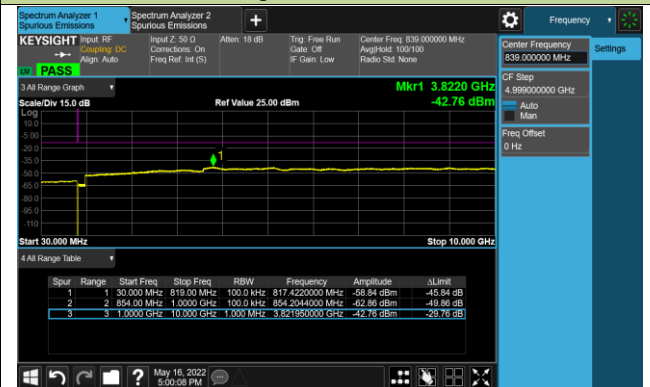 Spectrum Analyzer 1
Spurious Emissions
Spectrum Analyzer 2
Spurious Emissions
+
Frequency
KEYSIGHT
Input: RF
Coupling: DC
Align: Auto
Input Z: 50 Ω
Corrections: On
Freq Ref: Int (S)
Atten: 18 dB
Trig: Free Run
Gate: Off
IF Gain: Low
Center Freq: 839.000000 MHz
Avg|Hold: 100/100
Radio Std: None
PASS
Center Frequency
839.000000 MHz
Settings
CF Step
4.999000000 GHz
Auto
Man
Freq Offset
0 Hz
3 All Range Graph
Mkr1 3.8220 GHz
Scale/Div 15.0 dB
Ref Value 25.00 dBm
-42.76 dBm
Log
10.0
-5.00
-20.0
-35.0
-50.0
-65.0
-80.0
-95.0
-110
1
Start 30.000 MHz
Stop 10.000 GHz
4 All Range Table
Spur Range Start Freq Stop Freq RBW Frequency Amplitude ΔLimit
1 1 30.000 MHz 819.00 MHz 100.0 kHz 817.4220000 MHz -58.84 dBm -45.84 dB
2 2 854.00 MHz 1.0000 GHz 100.0 kHz 854.2044000 MHz -62.86 dBm -49.86 dB
3 3 1.0000 GHz 10.000 GHz 1.000 MHz 3.821950000 GHz -42.76 dBm -29.76 dB
?
May 16, 2022
5:00:08 PM